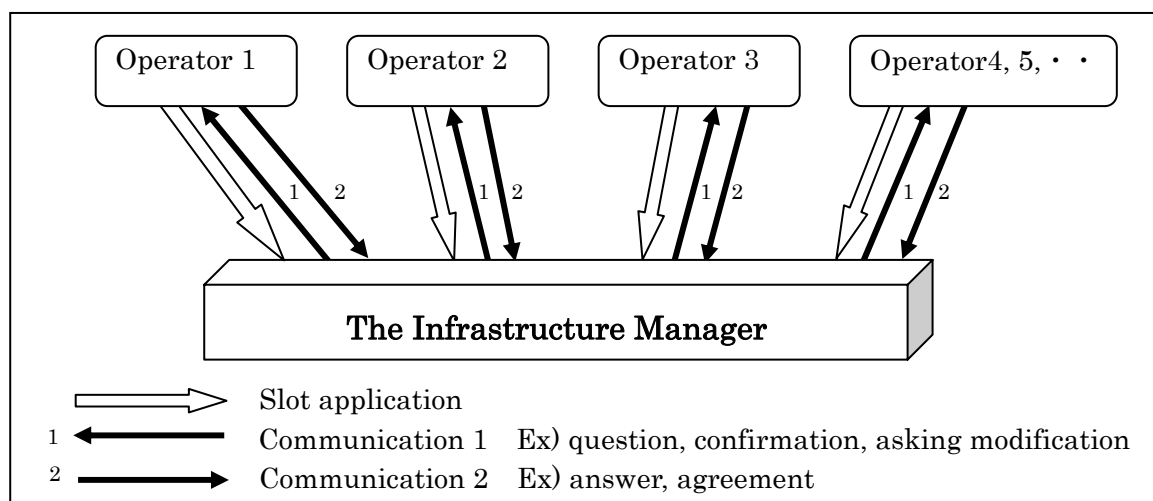 Operator 1
Operator 2
Operator 3
Operator4, 5, ・ ・
1
2
1
2
1
2
1
2
The Infrastructure Manager
Slot application
1 Communication 1 Ex) question, confirmation, asking modification
2 Communication 2 Ex) answer, agreement